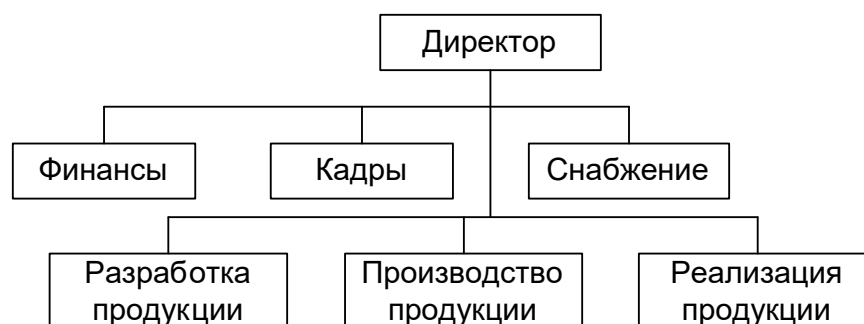 Директор
Финансы
Кадры
Снабжение
Разработка
продукции
Производство
продукции
Реализация
продукции